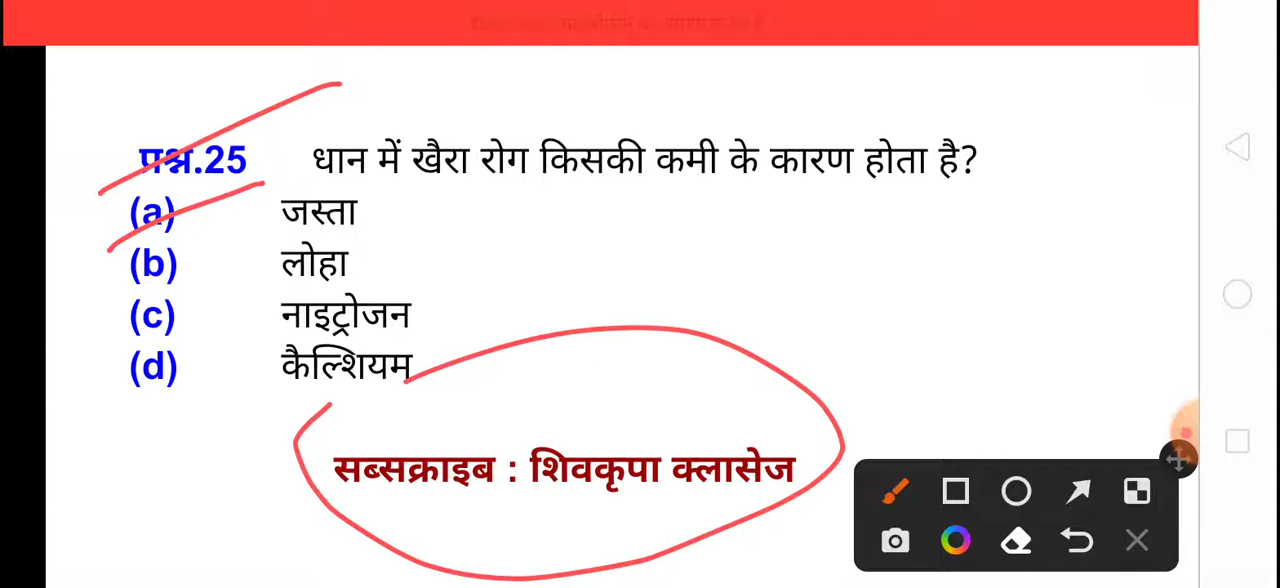 प्रश्न.25 धान में खैरा रोग किसकी कमी के कारण होता है?
(a) जस्ता
(b) लोहा
(c) नाइट्रोजन
(d) कैल्शियम
सब्सक्राइब : शिवकृपा क्लासेज